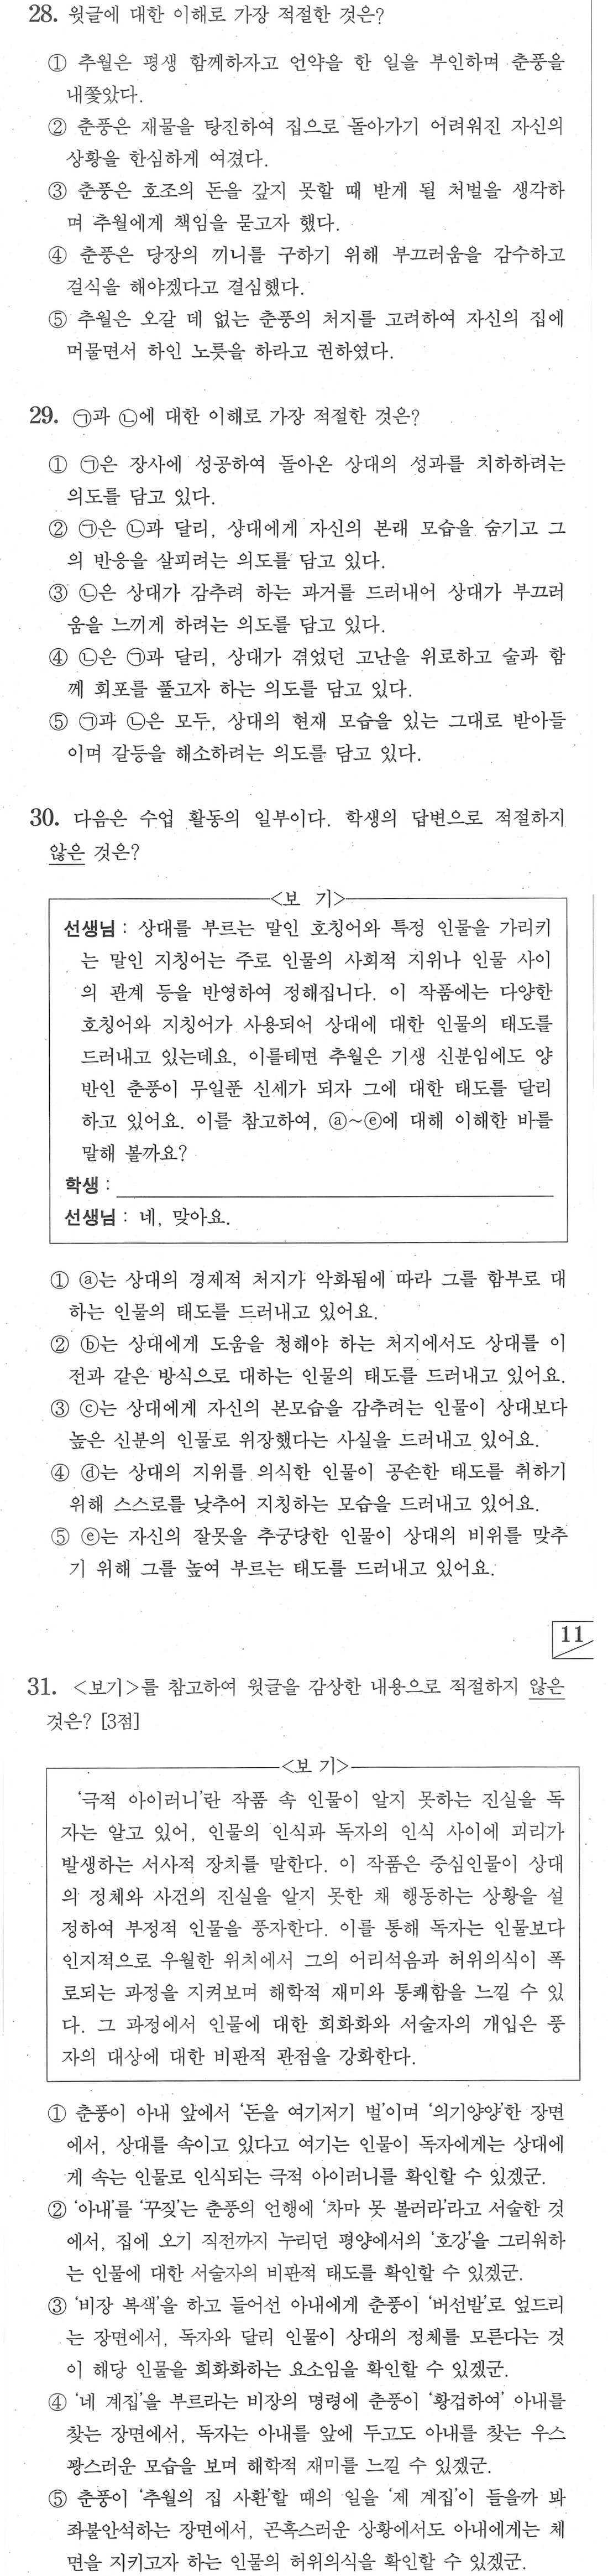 28. 윗글에 대한 이해로 가장 적절한 것은?
① 추월은 평생 함께하자고 언약을 한 일을 부인하며 춘풍을
내쫓았다.
② 춘풍은 재물을 탕진하여 집으로 돌아가기 어려워진 자신의
상황을 한심하게 여겼다.
③ 춘풍은 호조의 돈을 갚지 못할 때 받게 될 처벌을 생각하
며 추월에게 책임을 묻고자 했다.
④ 춘풍은 당장의 끼니를 구하기 위해 부끄러움을 감수하고
걸식을 해야겠다고 결심했다.
⑤ 추월은 오갈 데 없는 춘풍의 처지를 고려하여 자신의 집에
머물면서 하인 노릇을 하라고 권하였다.
29. ㉠과 ㉡에 대한 이해로 가장 적절한 것은?
① ㉠은 장사에 성공하여 돌아온 상대의 성과를 치하하려는
의도를 담고 있다.
② ㉠은 ㉡과 달리, 상대에게 자신의 본래 모습을 숨기고 그
의 반응을 살피려는 의도를 담고 있다.
③ ㉡은 상대가 감추려 하는 과거를 드러내어 상대가 부끄러
움을 느끼게 하려는 의도를 담고 있다.
④ ㉡은 ㉠과 달리, 상대가 겪었던 고난을 위로하고 술과 함
께 회포를 풀고자 하는 의도를 담고 있다.
⑤ ㉠과 ㉡은 모두, 상대의 현재 모습을 있는 그대로 받아들
이며 갈등을 해소하려는 의도를 담고 있다.
30. 다음은 수업 활동의 일부이다. 학생의 답변으로 적절하지
않은 것은?
<보 기>
선생님 : 상대를 부르는 말인 호칭어와 특정 인물을 가리키
는 말인 지칭어는 주로 인물의 사회적 지위나 인물 사이
의 관계 등을 반영하여 정해집니다. 이 작품에는 다양한
호칭어와 지칭어가 사용되어 상대에 대한 인물의 태도를
드러내고 있는데요, 이를테면 추월은 기생 신분임에도 양
반인 춘풍이 무일푼 신세가 되자 그에 대한 태도를 달리
하고 있어요. 이를 참고하여, ⓐ~ⓔ에 대해 이해한 바를
말해 볼까요?
학생 :
선생님 : 네, 맞아요.
① ⓐ는 상대의 경제적 처지가 악화됨에 따라 그를 함부로 대
하는 인물의 태도를 드러내고 있어요.
② ⓑ는 상대에게 도움을 청해야 하는 처지에서도 상대를 이
전과 같은 방식으로 대하는 인물의 태도를 드러내고 있어요.
③ ⓒ는 상대에게 자신의 본모습을 감추려는 인물이 상대보다
높은 신분의 인물로 위장했다는 사실을 드러내고 있어요.
④ ⓓ는 상대의 지위를 의식한 인물이 공손한 태도를 취하기
위해 스스로를 낮추어 지칭하는 모습을 드러내고 있어요.
⑤ ⓔ는 자신의 잘못을 추궁당한 인물이 상대의 비위를 맞추
기 위해 그를 높여 부르는 태도를 드러내고 있어요.
11
31. <보기>를 참고하여 윗글을 감상한 내용으로 적절하지 않은
것은? [3점]
<보 기>
‘극적 아이러니’란 작품 속 인물이 알지 못하는 진실을 독
자는 알고 있어, 인물의 인식과 독자의 인식 사이에 괴리가
발생하는 서사적 장치를 말한다. 이 작품은 중심인물이 상대
의 정체와 사건의 진실을 알지 못한 채 행동하는 상황을 설
정하여 부정적 인물을 풍자한다. 이를 통해 독자는 인물보다
인지적으로 우월한 위치에서 그의 어리석음과 허위의식이 폭
로되는 과정을 지켜보며 해학적 재미와 통쾌함을 느낄 수 있
다. 그 과정에서 인물에 대한 희화화와 서술자의 개입은 풍
자의 대상에 대한 비판적 관점을 강화한다.
① 춘풍이 아내 앞에서 ‘돈을 여기저기 벌’이며 ‘의기양양’한 장면
에서, 상대를 속이고 있다고 여기는 인물이 독자에게는 상대에
게 속는 인물로 인식되는 극적 아이러니를 확인할 수 있겠군.
② ‘아내’를 ‘꾸짖’는 춘풍의 언행에 ‘차마 못 볼러라’라고 서술한 것
에서, 집에 오기 직전까지 누리던 평양에서의 ‘호강’을 그리워하
는 인물에 대한 서술자의 비판적 태도를 확인할 수 있겠군.
③ ‘비장 복색’을 하고 들어선 아내에게 춘풍이 ‘버선발’로 엎드리
는 장면에서, 독자와 달리 인물이 상대의 정체를 모른다는 것
이 해당 인물을 희화화하는 요소임을 확인할 수 있겠군.
④ ‘네 계집’을 부르라는 비장의 명령에 춘풍이 ‘황겁하여’ 아내를
찾는 장면에서, 독자는 아내를 앞에 두고도 아내를 찾는 우스
꽝스러운 모습을 보며 해학적 재미를 느낄 수 있겠군.
⑤ 춘풍이 ‘추월의 집 사환’할 때의 일을 ‘제 계집’이 들을까 봐
좌불안석하는 장면에서, 곤혹스러운 상황에서도 아내에게는 체
면을 지키고자 하는 인물의 허위의식을 확인할 수 있겠군.